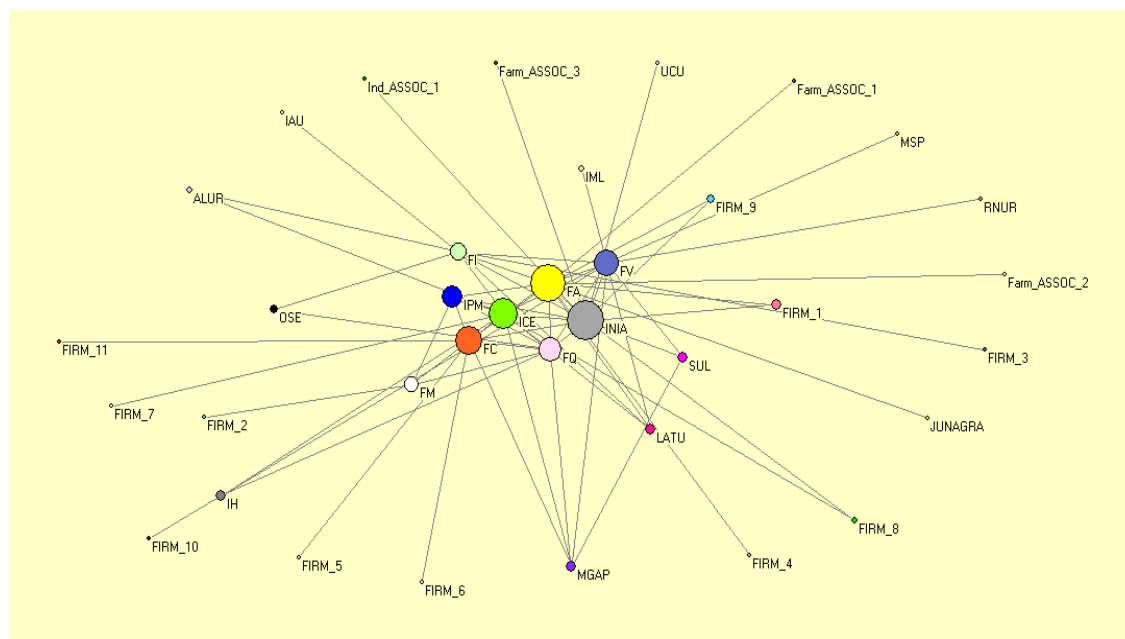 Farm_ASSOC_3
UCU
Ind_ASSOC_1
Farm_ASSOC_1
IAU
MSP
IML
ALUR
FIRM_9
RNUR
FI
FV
Farm_ASSOC_2
FA
IPM
FIRM_1
OSE
ICE
INIA
FIRM_11
FC
FQ
FIRM_3
SUL
FM
FIRM_7
FIRM_2
JUNAGRA
LATU
IH
FIRM_8
FIRM_10
FIRM_5
FIRM_4
MGAP
FIRM_6